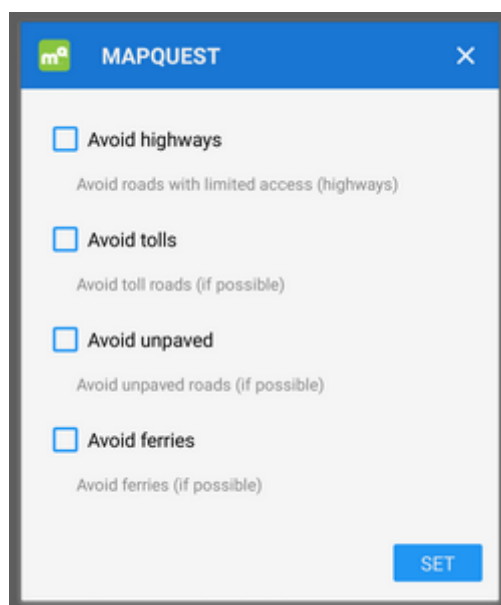 mQ MAPQUEST
Avoid highways
Avoid roads with limited access (highways)
Avoid tolls
Avoid toll roads (if possible)
Avoid unpaved
Avoid unpaved roads (if possible)
Avoid ferries
Avoid ferries (if possible)
SET